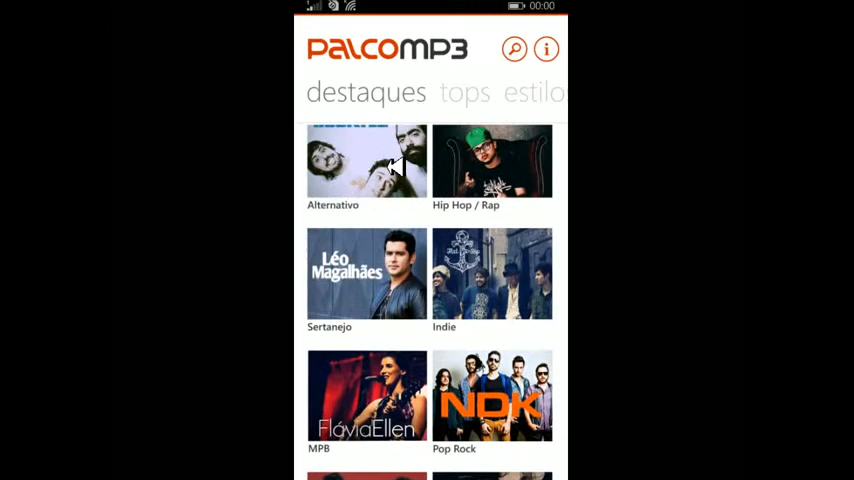 00:00
PALCOMP3
destaques tops estilo
Alternativo
Hip Hop / Rap
Léo
Magalhães
Sertanejo
Indie
FláviaEllen
NDK
MPB
Pop Rock